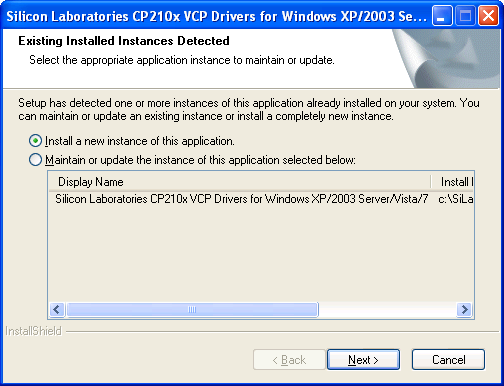 Silicon Laboratories CP210x VCP Drivers for Windows XP/2003 Se...
Existing Installed Instances Detected
Select the appropriate application instance to maintain or update.
Setup has detected one or more instances of this application already installed on your system. You
can maintain or update an existing instance or install a completely new instance.
Install a new instance of this application.
Maintain or update the instance of this application selected below:
Display Name Install
Silicon Laboratories CP210x VCP Drivers for Windows XP/2003 Server/Vista/7 c:\SiLa
InstallShield
< Back Next > Cancel